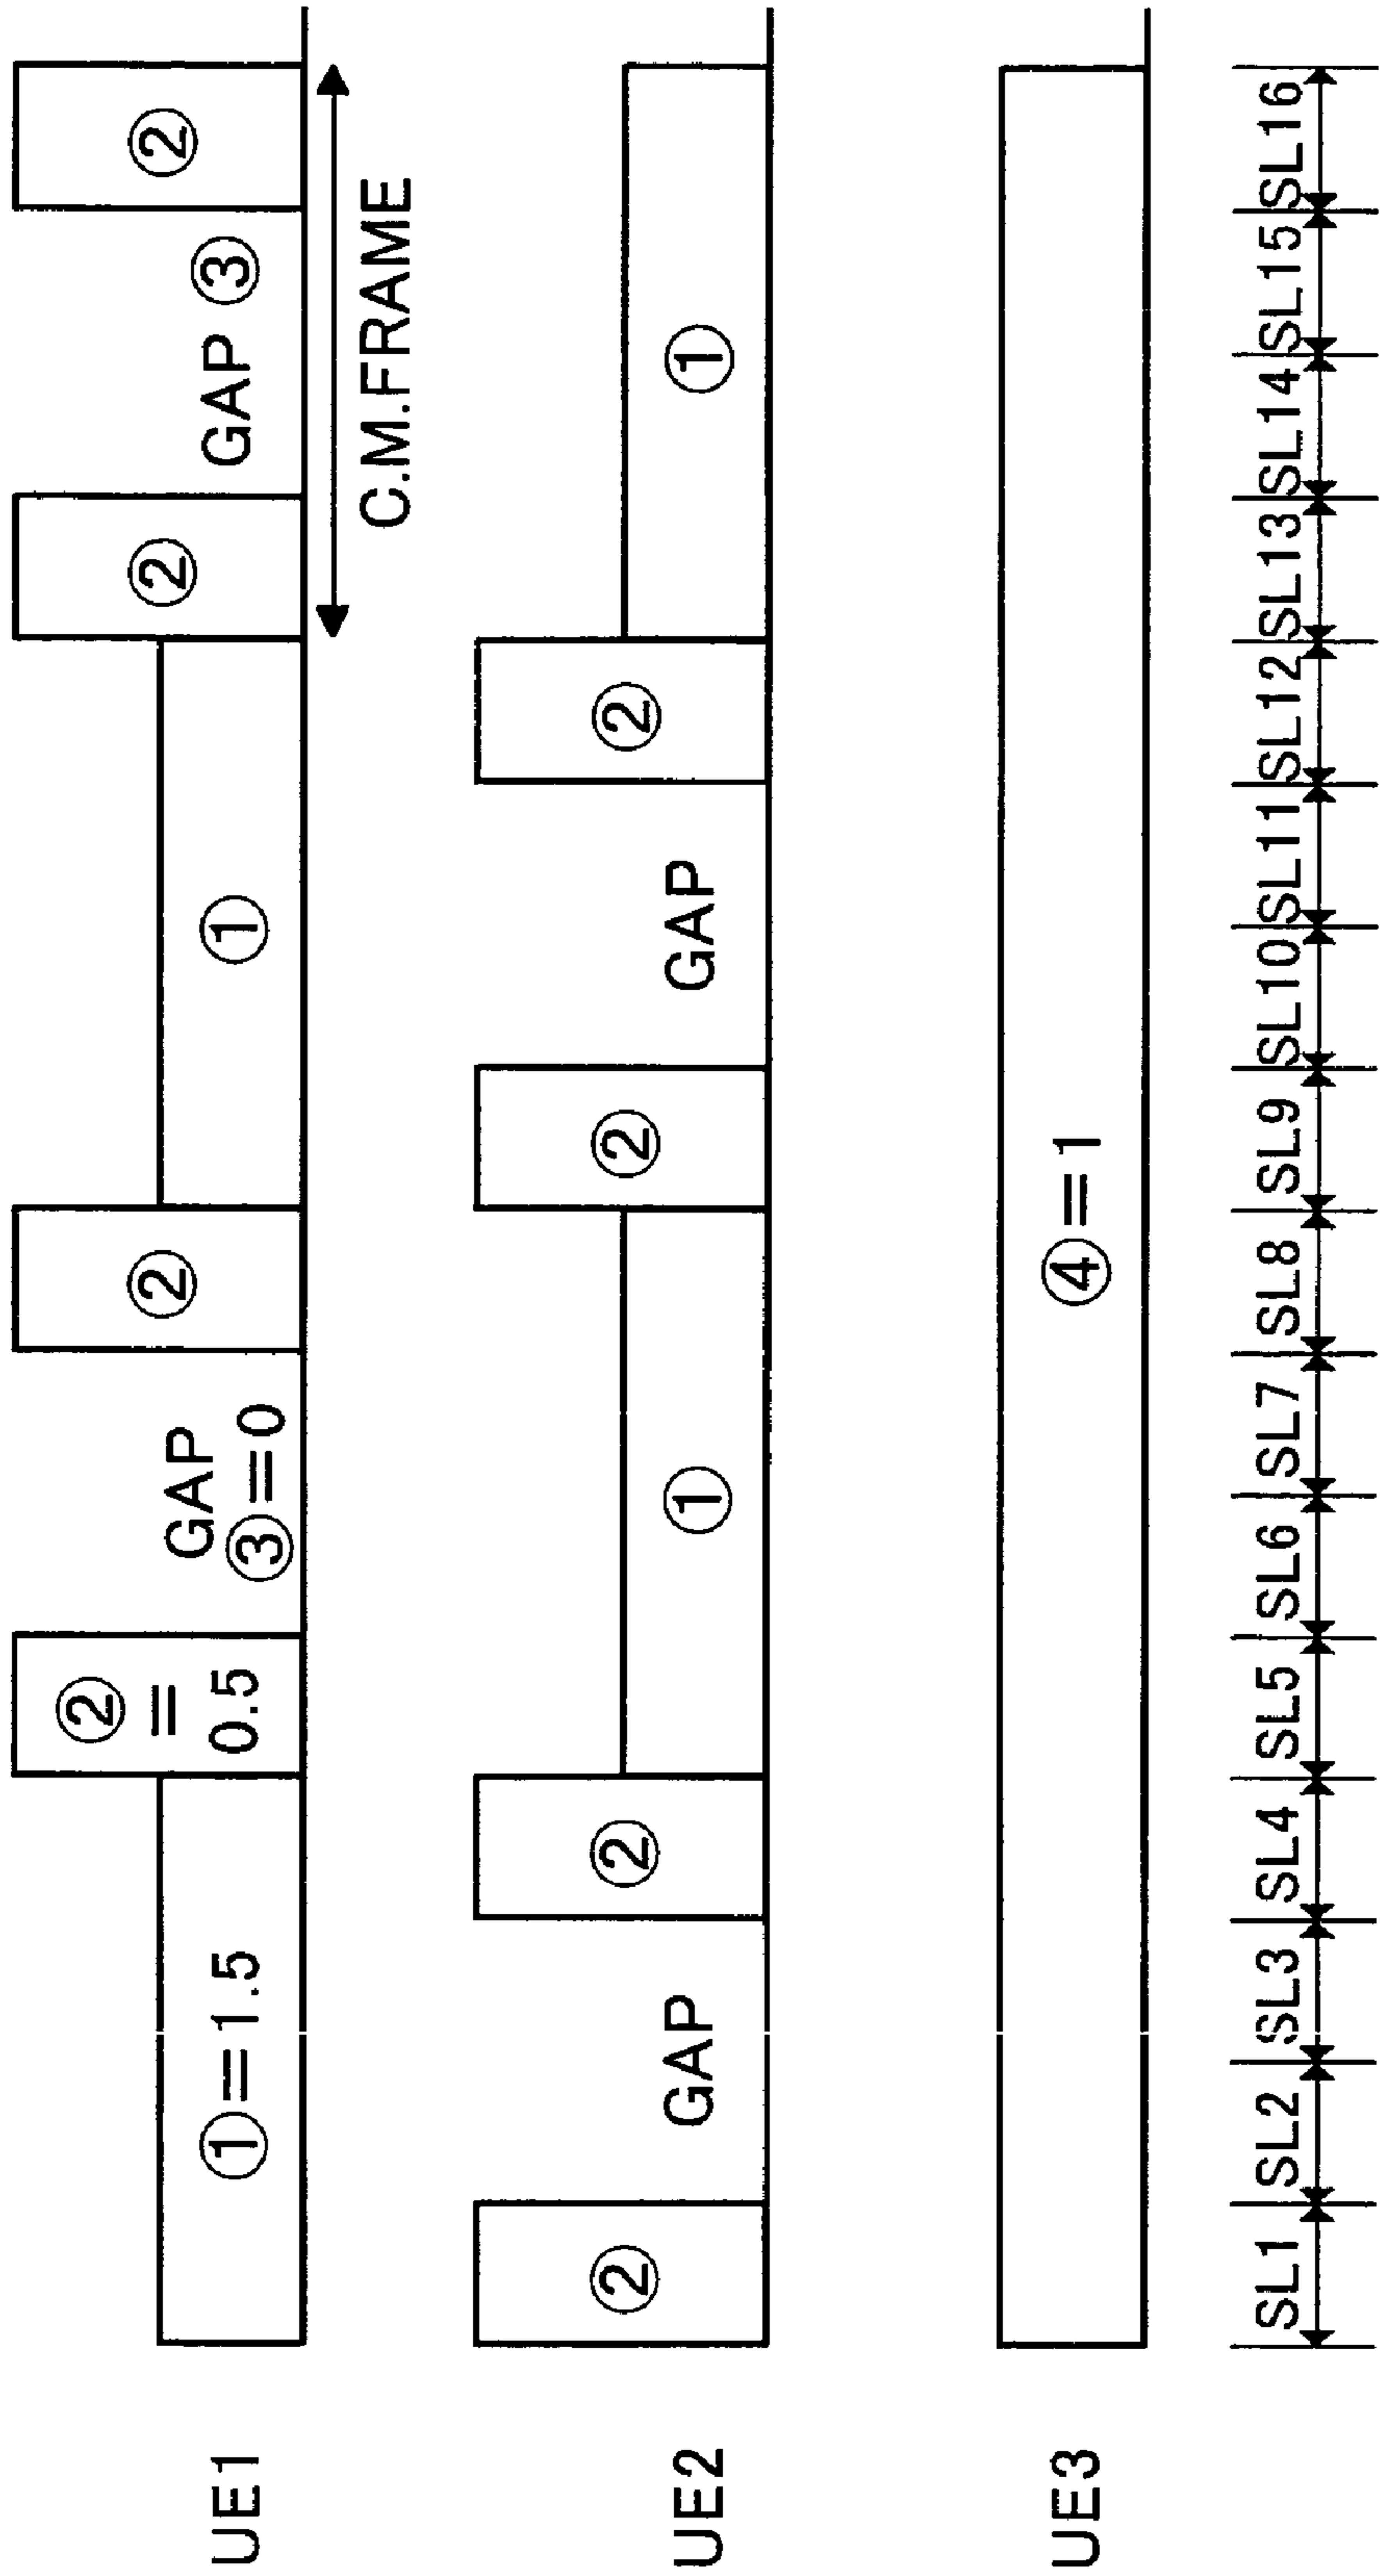 UE1
①=1.5
②
=
0.5
GAP
③=0
②
①
②
GAP ③
②
C.M.FRAME
UE2
②
GAP
②
①
②
GAP
②
①
UE3
④=1
SL1 SL2 SL3 SL4 SL5 SL6 SL7 SL8 SL9 SL10 SL11 SL12 SL13 SL14 SL15 SL16